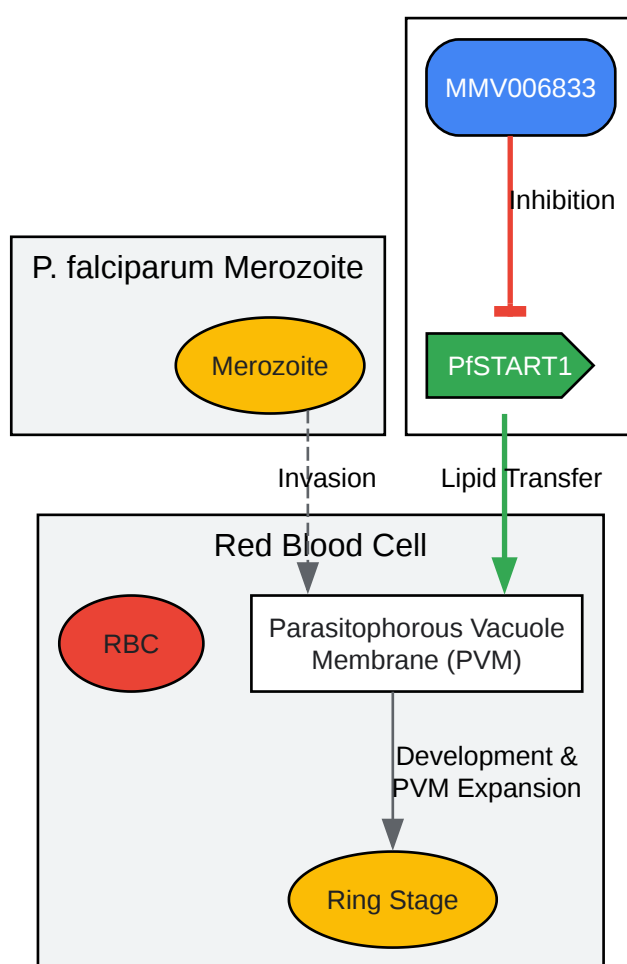 MMV006833
Inhibition
P. falciparum Merozoite
Merozoite
PfSTART1
Invasion
Lipid Transfer
Red Blood Cell
RBC
Parasitophorous Vacuole
Membrane (PVM)
Development &
PVM Expansion
Ring Stage